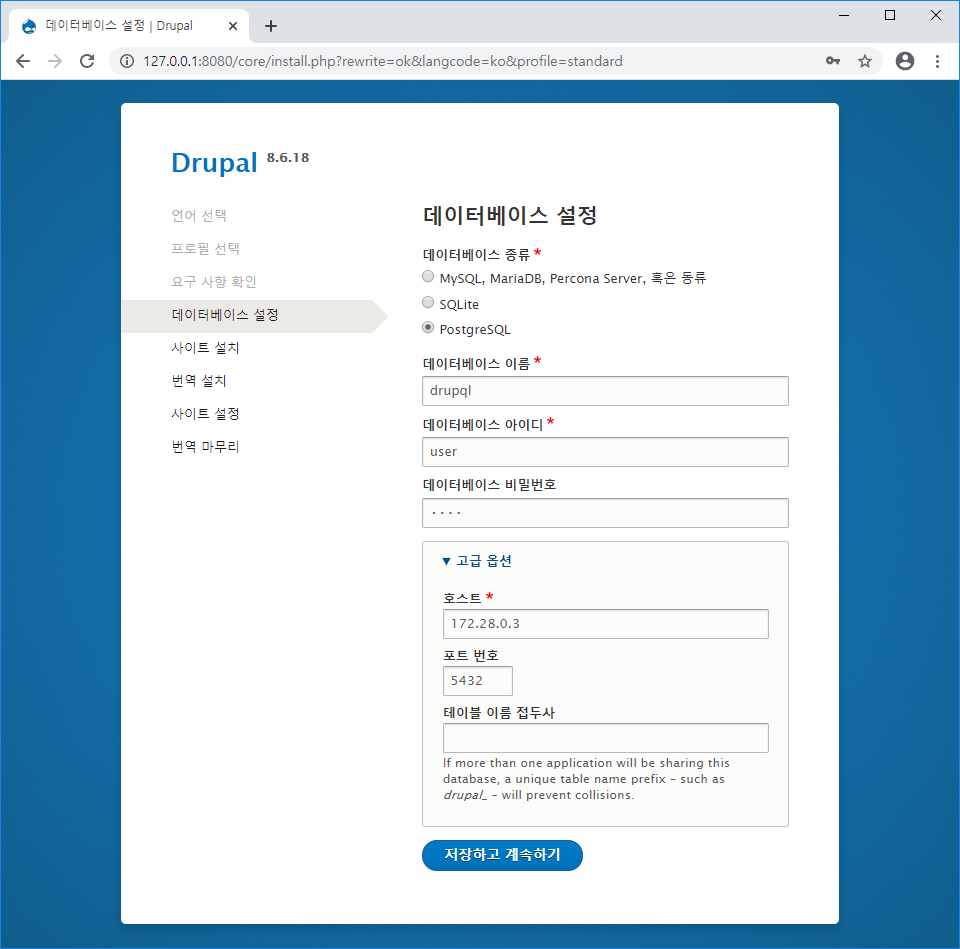 데이터베이스 설정 | Drupal
127.0.0.1:8080/core/install.php?rewrite=ok&langcode=ko&profile=standard
Drupal 8.6.18
언어 선택
프로필 선택
요구 사항 확인
데이터베이스 설정
사이트 설치
번역 설치
사이트 설정
번역 마무리
데이터베이스 설정
데이터베이스 종류 *
MySQL, MariaDB, Percona Server, 혹은 동류
SQLite
PostgreSQL
데이터베이스 이름 *
drupql
데이터베이스 아이디 *
user
데이터베이스 비밀번호
····
▼ 고급 옵션
호스트 *
172.28.0.3
포트 번호
5432
테이블 이름 접두사
If more than one application will be sharing this
database, a unique table name prefix – such as
drupal_ – will prevent collisions.
저장하고 계속하기